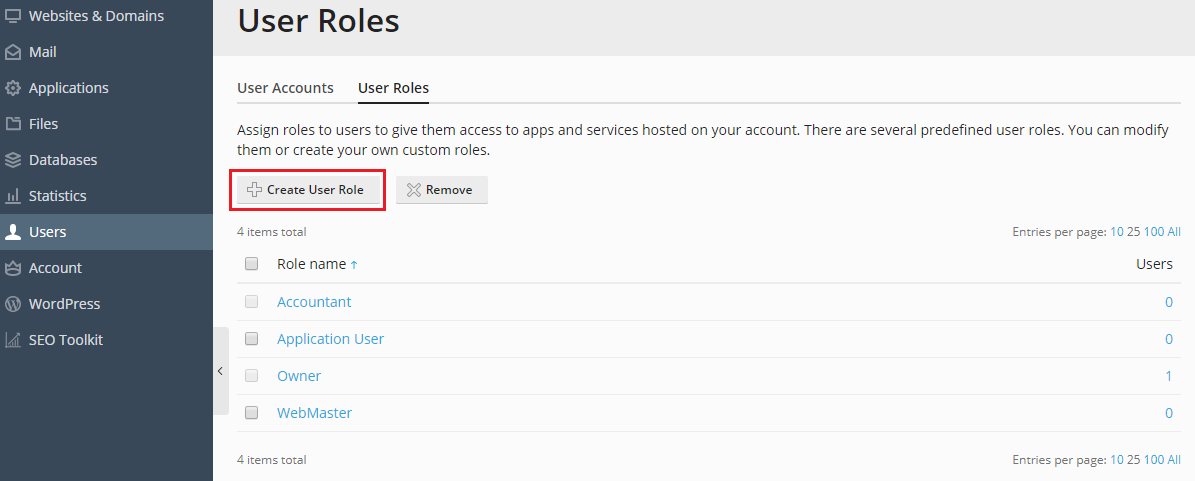 Websites & Domains
Mail
Applications
Files
Databases
Statistics
Users
Account
WordPress
SEO Toolkit
User Roles
User Accounts User Roles
Assign roles to users to give them access to apps and services hosted on your account. There are several predefined user roles. You can modify
them or create your own custom roles.
Create User Role Remove
4 items total Entries per page: 10 25 100 All
Role name ↑ Users
Accountant 0
Application User 0
Owner 1
WebMaster 0
4 items total Entries per page: 10 25 100 All